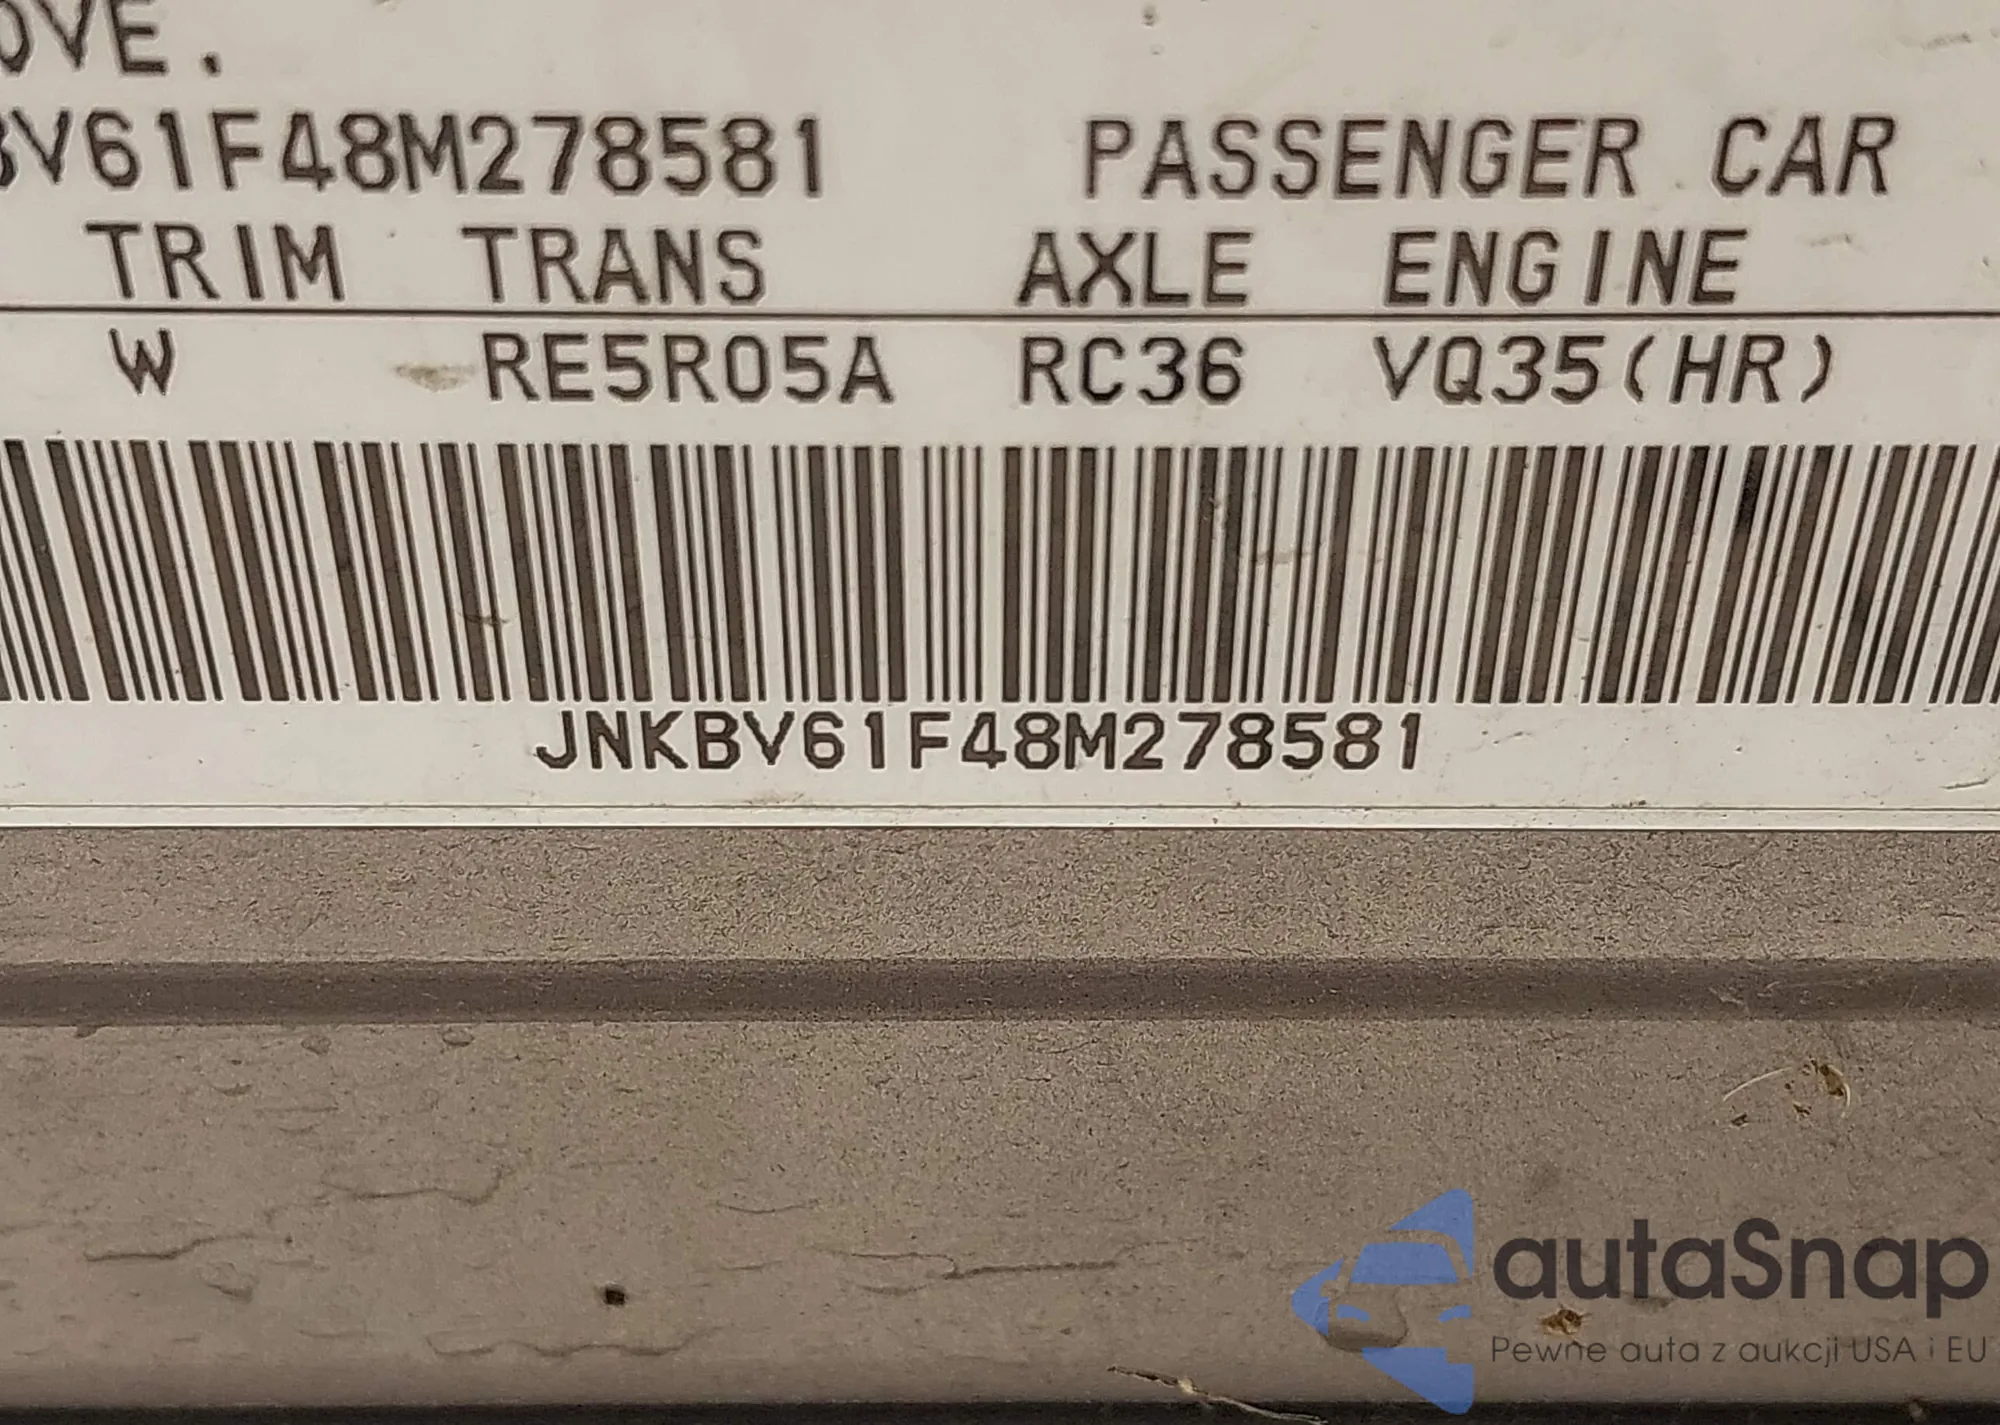 OVE.
BV61F48M278581 PASSENGER CAR
TRIM TRANS AXLE ENGINE
W RE5R05A RC36 VQ35(HR)
JNKBV61F48M278581
autaSnap
Pewne auta z aukcji USA i EU